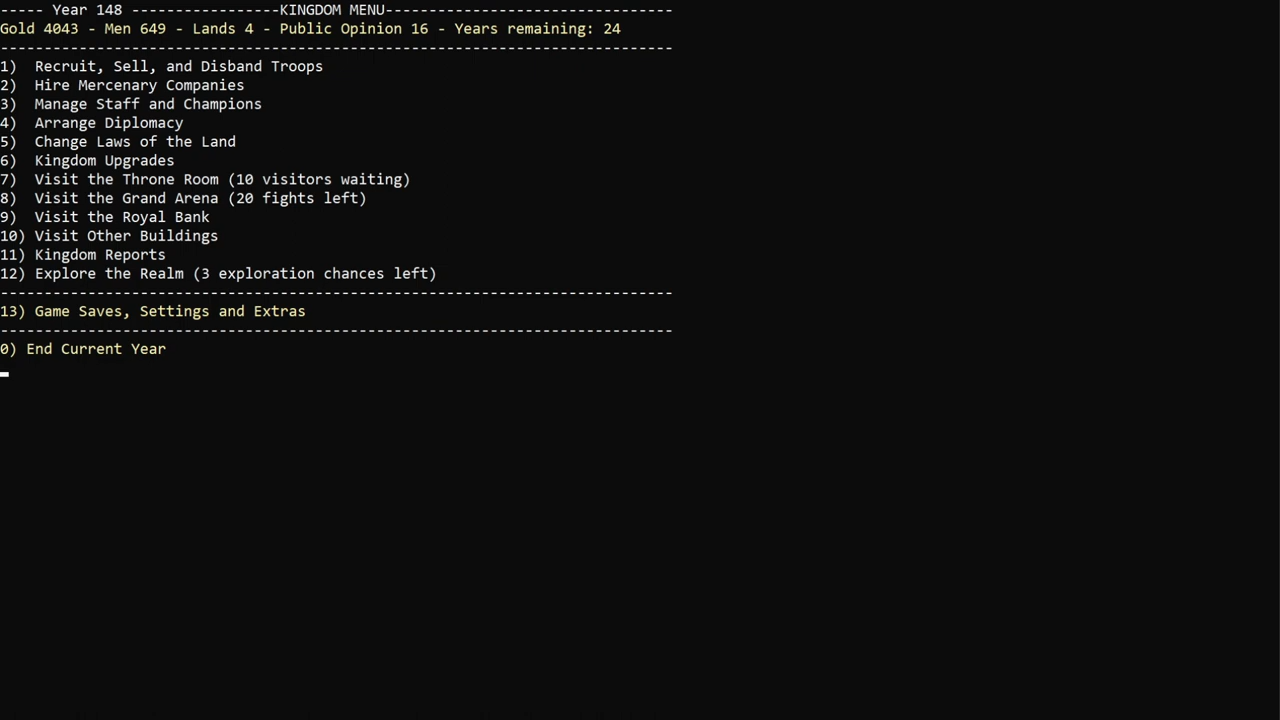 ----- Year 148 -----------------KINGDOM MENU---------------------------------
Gold 4043 - Men 649 - Lands 4 - Public Opinion 16 - Years remaining: 24
-----------------------------------------------------------------------------
1)  Recruit, Sell, and Disband Troops
2)  Hire Mercenary Companies
3)  Manage Staff and Champions
4)  Arrange Diplomacy
5)  Change Laws of the Land
6)  Kingdom Upgrades
7)  Visit the Throne Room (10 visitors waiting)
8)  Visit the Grand Arena (20 fights left)
9)  Visit the Royal Bank
10) Visit Other Buildings
11) Kingdom Reports
12) Explore the Realm (3 exploration chances left)
-----------------------------------------------------------------------------
13) Game Saves, Settings and Extras
-----------------------------------------------------------------------------
0) End Current Year